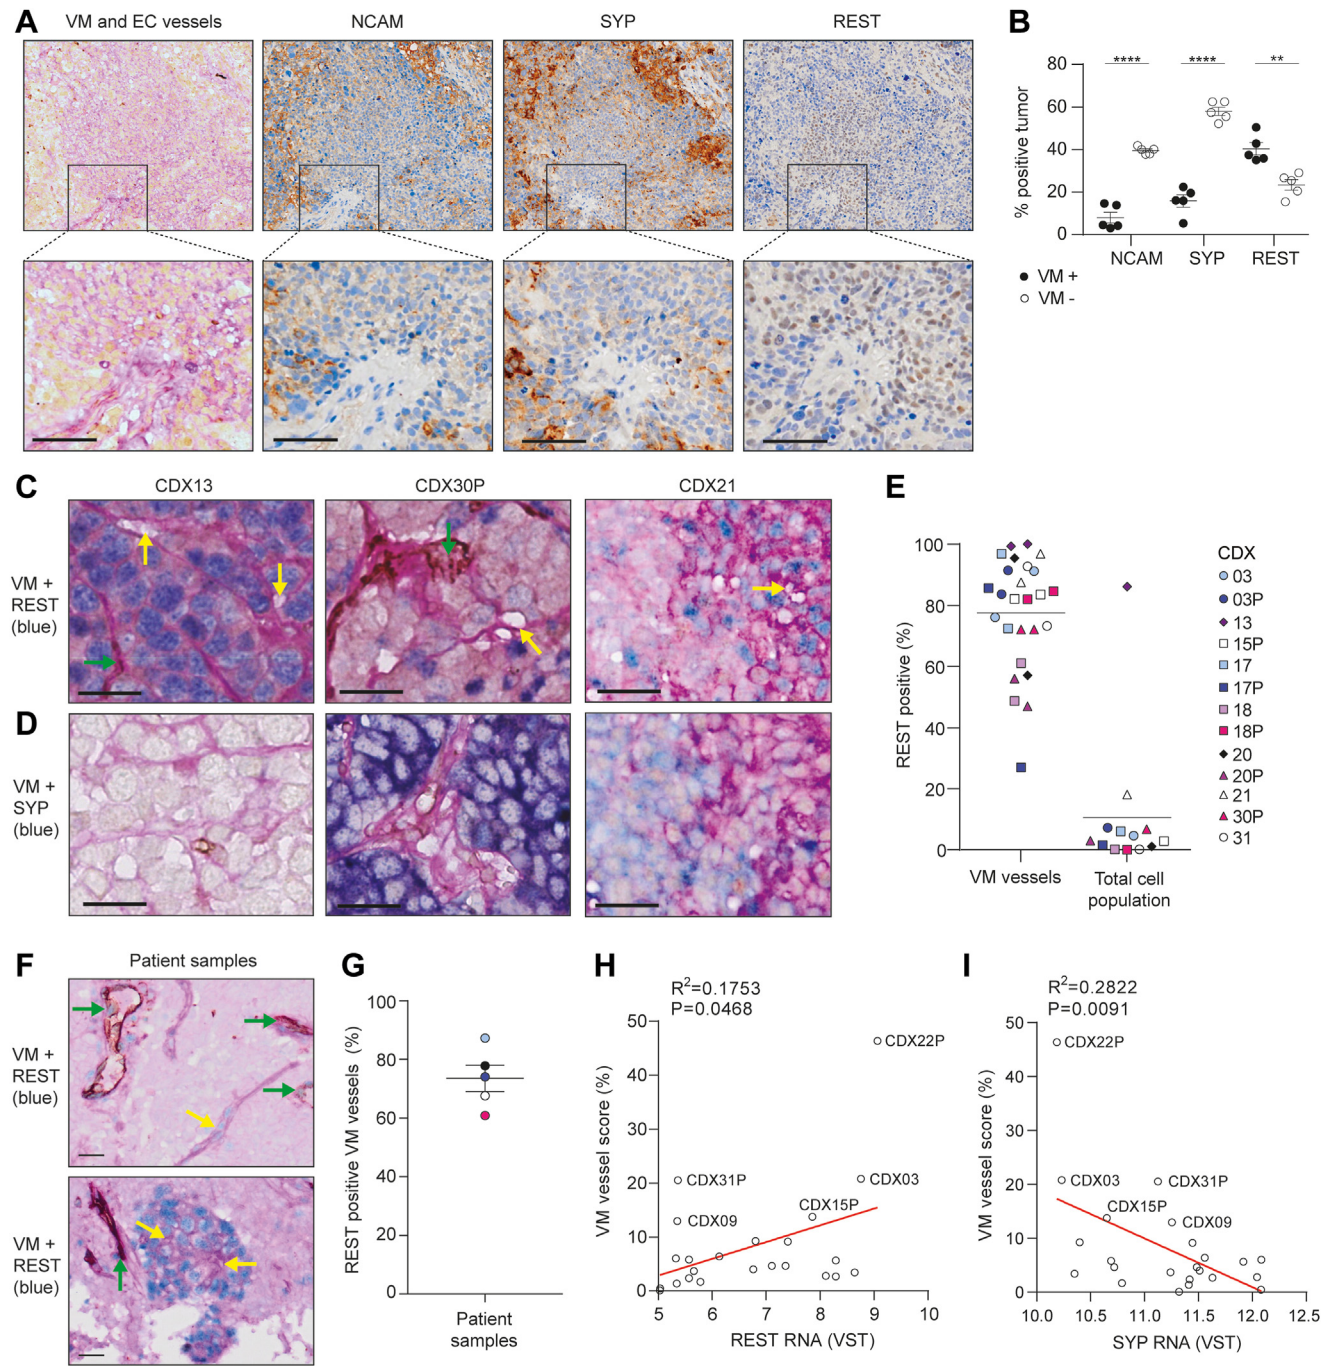 A
VM and EC vessels
NCAM
SYP
REST
B
% positive tumor
80
60
40
20
0
****
****
**
NCAM
SYP
REST
VM +
VM -
C
CDX13
CDX30P
CDX21
VM +
REST
(blue)
D
VM +
SYP
(blue)
E
REST positive (%)
100
80
60
40
20
0
VM vessels
Total cell
population
CDX
03
03P
13
15P
17
17P
18
18P
20
20P
21
30P
31
F
Patient samples
VM +
REST
(blue)
VM +
REST
(blue)
G
REST positive VM vessels (%)
100
80
60
40
20
0
Patient
samples
H
R²=0.1753
P=0.0468
VM vessel score (%)
50
40
30
20
10
0
CDX22P
CDX31P
CDX03
CDX15P
CDX09
5
6
7
8
9
10
REST RNA (VST)
I
R²=0.2822
P=0.0091
VM vessel score (%)
50
40
30
20
10
0
CDX22P
CDX03
CDX31P
CDX15P
CDX09
10.0
10.5
11.0
11.5
12.0
12.5
SYP RNA (VST)